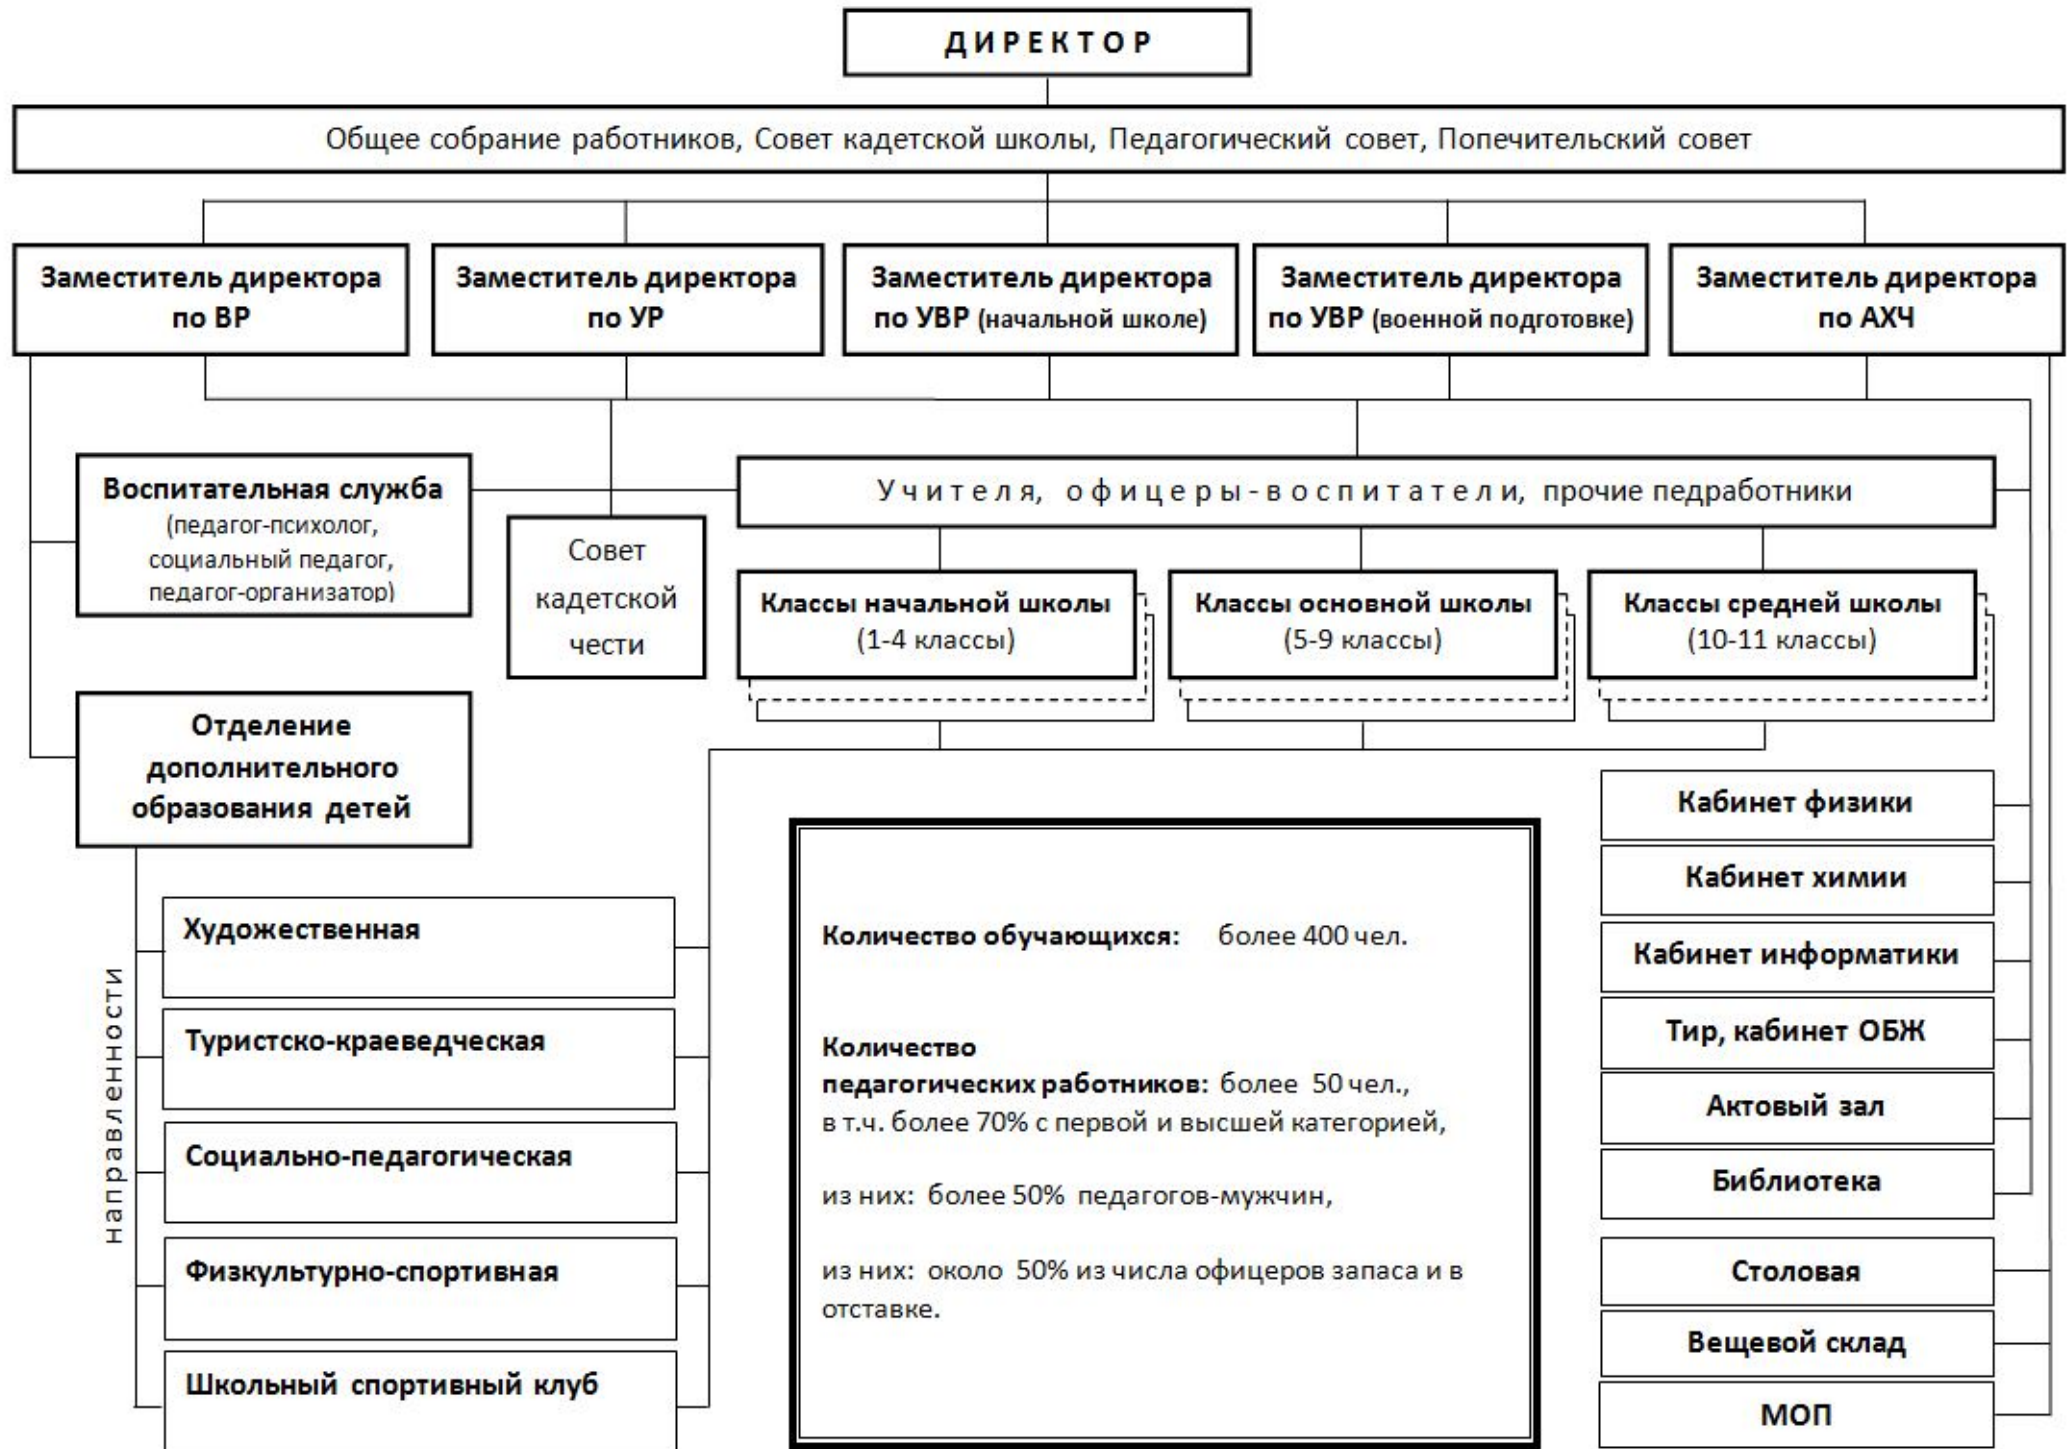 ДИРЕКТОР
Общее собрание работников, Совет кадетской школы, Педагогический совет, Попечительский совет
Заместитель директора
по ВР
Заместитель директора
по УР
Заместитель директора
по УВР (начальной школе)
Заместитель директора
по УВР (военной подготовке)
Заместитель директора
по АХЧ
Воспитательная служба
(педагог-психолог,
социальный педагог,
педагог-организатор)
Совет
кадетской
чести
Учителя, офицеры-воспитатели, прочие педработники
Классы начальной школы
(1-4 классы)
Классы основной школы
(5-9 классы)
Классы средней школы
(10-11 классы)
Отделение
дополнительного
образования детей
направленности
Художественная
Туристско-краеведческая
Социально-педагогическая
Физкультурно-спортивная
Школьный спортивный клуб
Количество обучающихся: более 400 чел.
Количество
педагогических работников: более 50 чел.,
в т.ч. более 70% с первой и высшей категорией,
из них: более 50% педагогов-мужчин,
из них: около 50% из числа офицеров запаса и в
отставке.
Кабинет физики
Кабинет химии
Кабинет информатики
Тир, кабинет ОБЖ
Актовый зал
Библиотека
Столовая
Вещевой склад
МОП